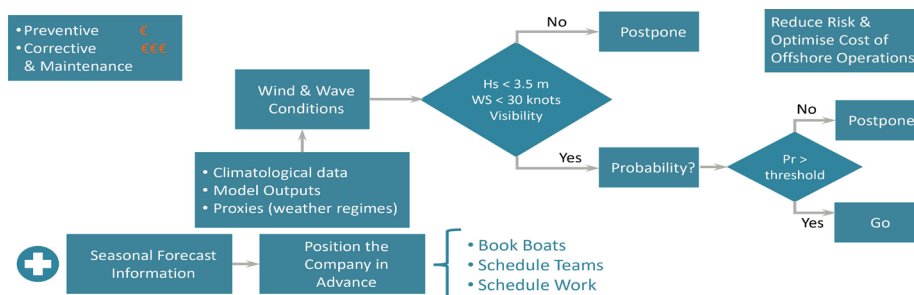 • Preventive €
• Corrective €€€
& Maintenance
Wind & Wave
Conditions
• Climatological data
• Model Outputs
• Proxies (weather regimes)
Hs < 3.5 m
WS < 30 knots
Visibility
No
Postpone
Yes
Probability?
Reduce Risk &
Optimise Cost of
Offshore Operations
Pr >
threshold
No
Postpone
Yes
Go
Seasonal Forecast
Information
Position the
Company in
Advance
• Book Boats
• Schedule Teams
• Schedule Work